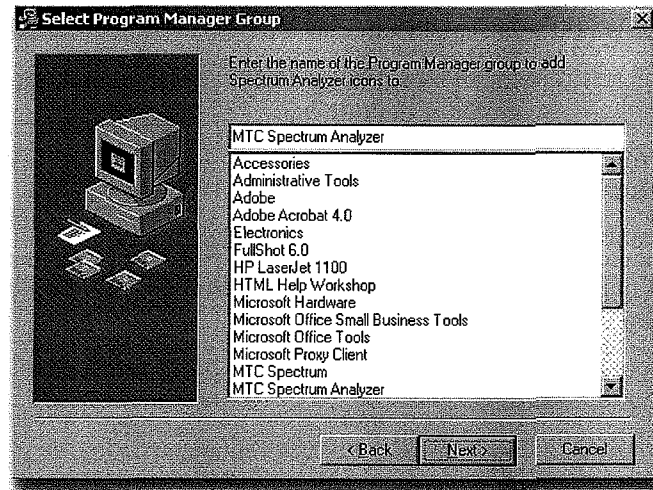 Select Program Manager Group
Enter the name of the Program Manager group to add
Spectrum Analyzer icons to:
MTC Spectrum Analyzer
Accessories
Administrative Tools
Adobe
Adobe Acrobat 4.0
Electronics
FullShot 6.0
HP LaserJet 1100
HTML Help Workshop
Microsoft Hardware
Microsoft Office Small Business Tools
Microsoft Office Tools
Microsoft Proxy Client
MTC Spectrum
MTC Spectrum Analyzer
< Back Next > Cancel